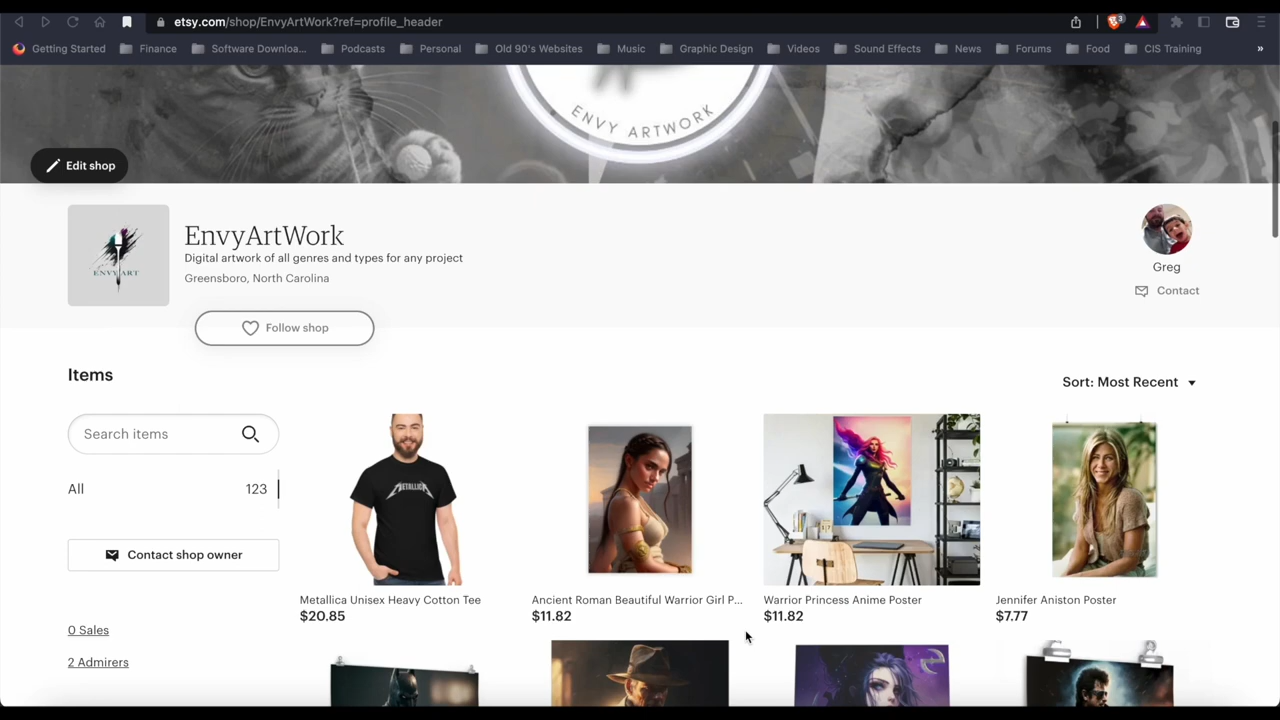 etsy.com/shop/EnvyArtWork?ref=profile_header
3
Getting Started
Finance
Software Downloa...
Podcasts
Personal
Old 90's Websites
Music
Graphic Design
Videos
Sound Effects
News
Forums
Food
CIS Training
»
ENVY ARTWORK
Edit shop
ENVY ART
EnvyArtWork
Digital artwork of all genres and types for any project
Greensboro, North Carolina
Greg
Contact
Follow shop
Items
Sort: Most Recent
Search items
All 123
Contact shop owner
0 Sales
2 Admirers
METALLICA
Metallica Unisex Heavy Cotton Tee
$20.85
Ancient Roman Beautiful Warrior Girl P...
$11.82
Warrior Princess Anime Poster
$11.82
Jennifer Aniston Poster
$7.77